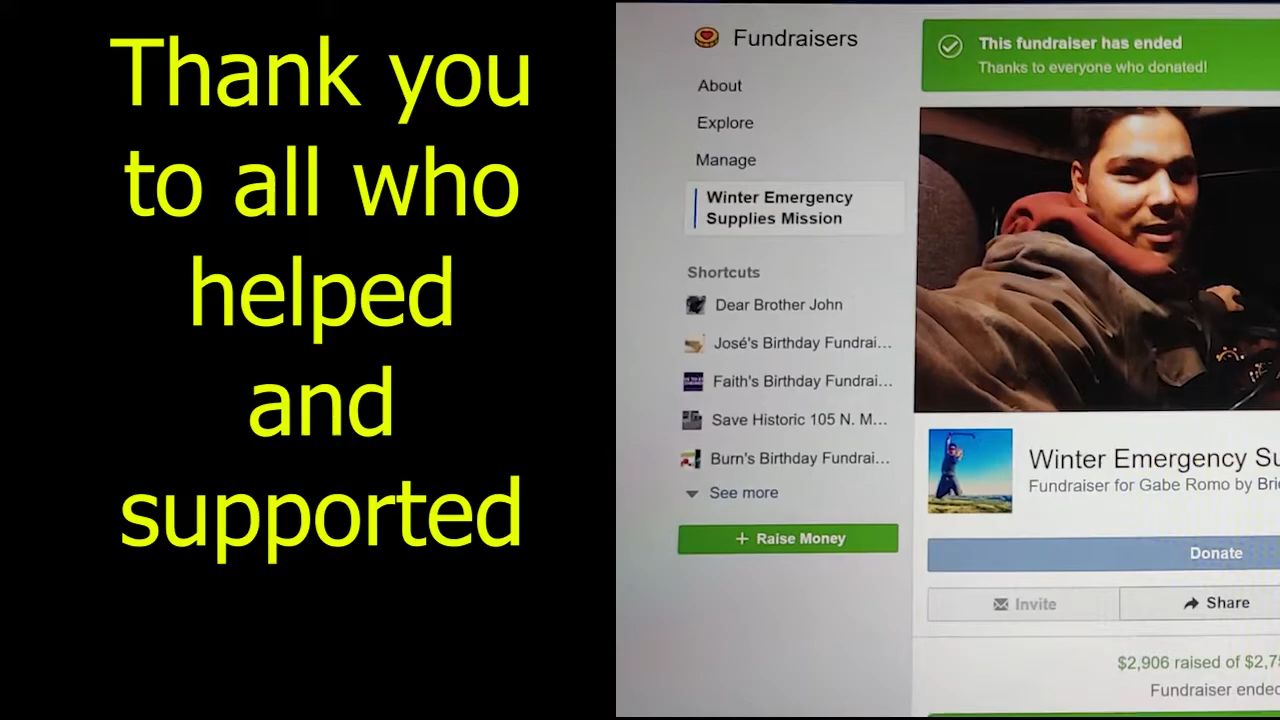 Thank you
to all who
helped
and
supported
Fundraisers
About
Explore
Manage
Winter Emergency
Supplies Mission
Shortcuts
Dear Brother John
José's Birthday Fundrai...
Faith's Birthday Fundrai...
Save Historic 105 N. M...
Burn's Birthday Fundrai...
See more
+ Raise Money
This fundraiser has ended
Thanks to everyone who donated!
Winter Emergency
Fundraiser for Gabe Romo by
Donate
Invite
Share
$2,906 raised of
Fundraiser ended